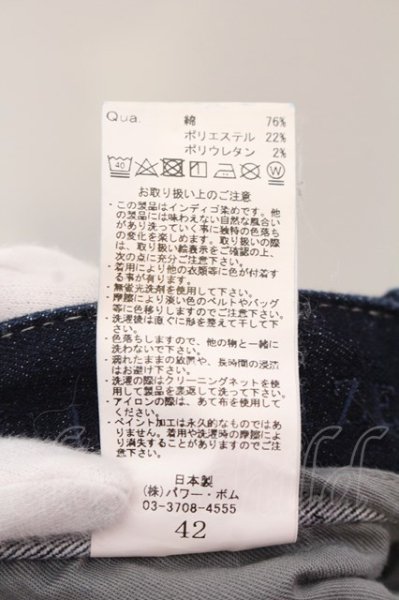 Qua. 綿 76%
ポリエステル 22%
ポリウレタン 2%
40
W
お取り扱い上のご注意
・この製品はインディゴ染めです。他
の製品には味わえない自然な風合い
があり洗っていく事に独特の色落ち
の変化を楽しめます。取り扱いの際
は、取り扱い絵表示をご確認の上、
次の点に充分ご注意下さい。
・着用により他の衣類等に色が付着す
る事が有ります。
・無蛍光洗剤を使用して下さい。
・摩擦により淡い色のベルトやバッグ
等に色移りしますのでご注意下さい。
・洗濯後は直ぐに形を整えて干して下
さい。
・色落ちしますので、他の物と一緒に
洗わないで下さい。
・濡れたままの放置や、長時間の浸漬
はお避け下さい。
・洗濯の際はクリーニングネットを使
用して製品を裏返して洗って下さい。
・アイロンの際は、あて布を使用して
ください。
・ペイント加工は永久的なものではあ
りません。着用や洗濯時の摩擦により
消失することがありますのでご注意
下さい。
日本製
(株) パワー・ボム
03-3708-4555
42